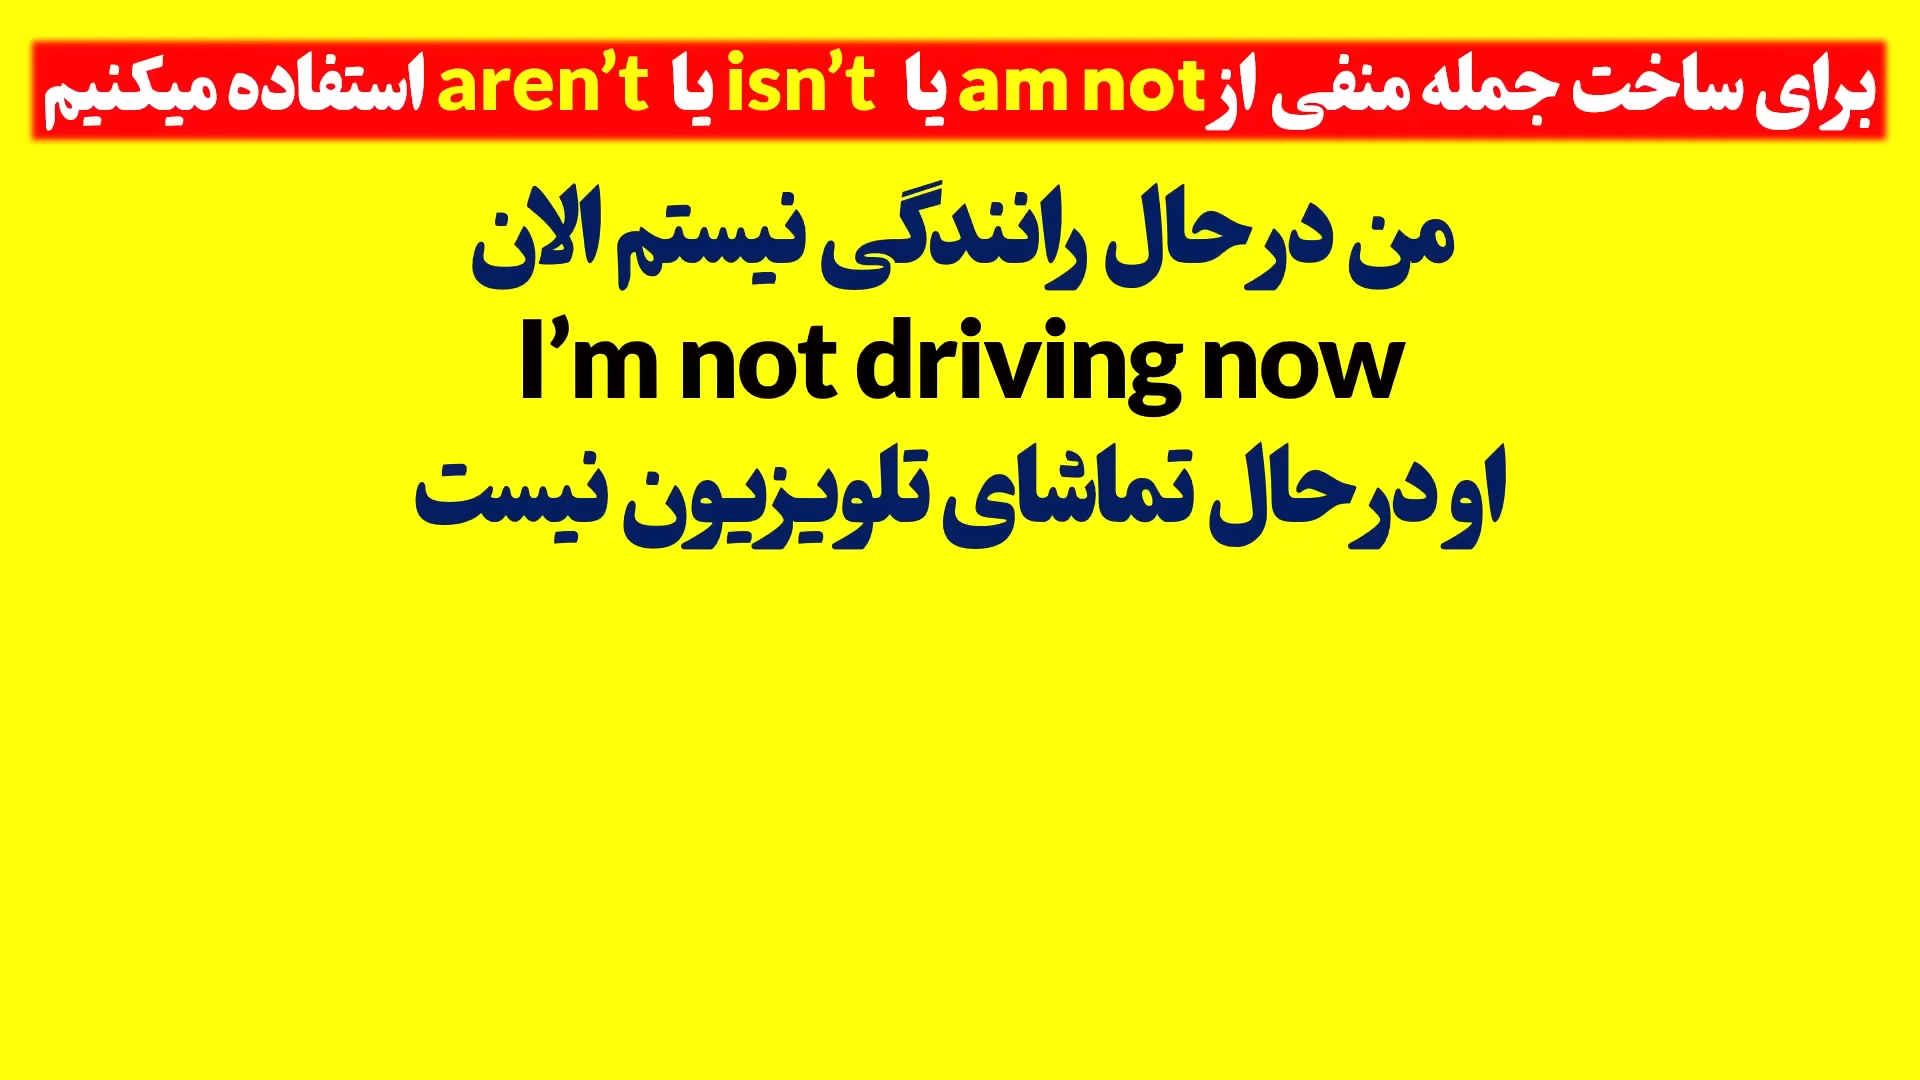 برای ساخت جمله منفی از am not یا isn’t یا aren’t استفاده میکنیم
من درحال رانندگی نیستم الان
I’m not driving now
او درحال تماشای تلویزیون نیست